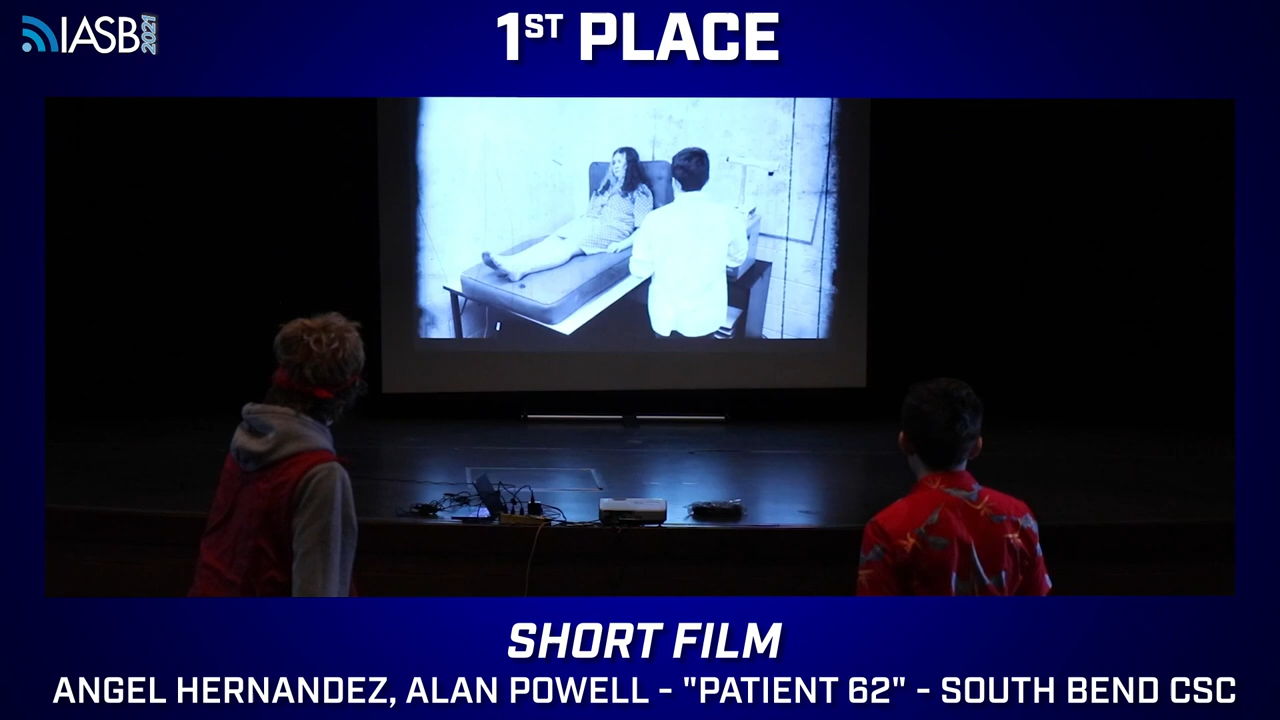 IASB 2021
1ST PLACE
SHORT FILM
ANGEL HERNANDEZ, ALAN POWELL - "PATIENT 62" - SOUTH BEND CSC